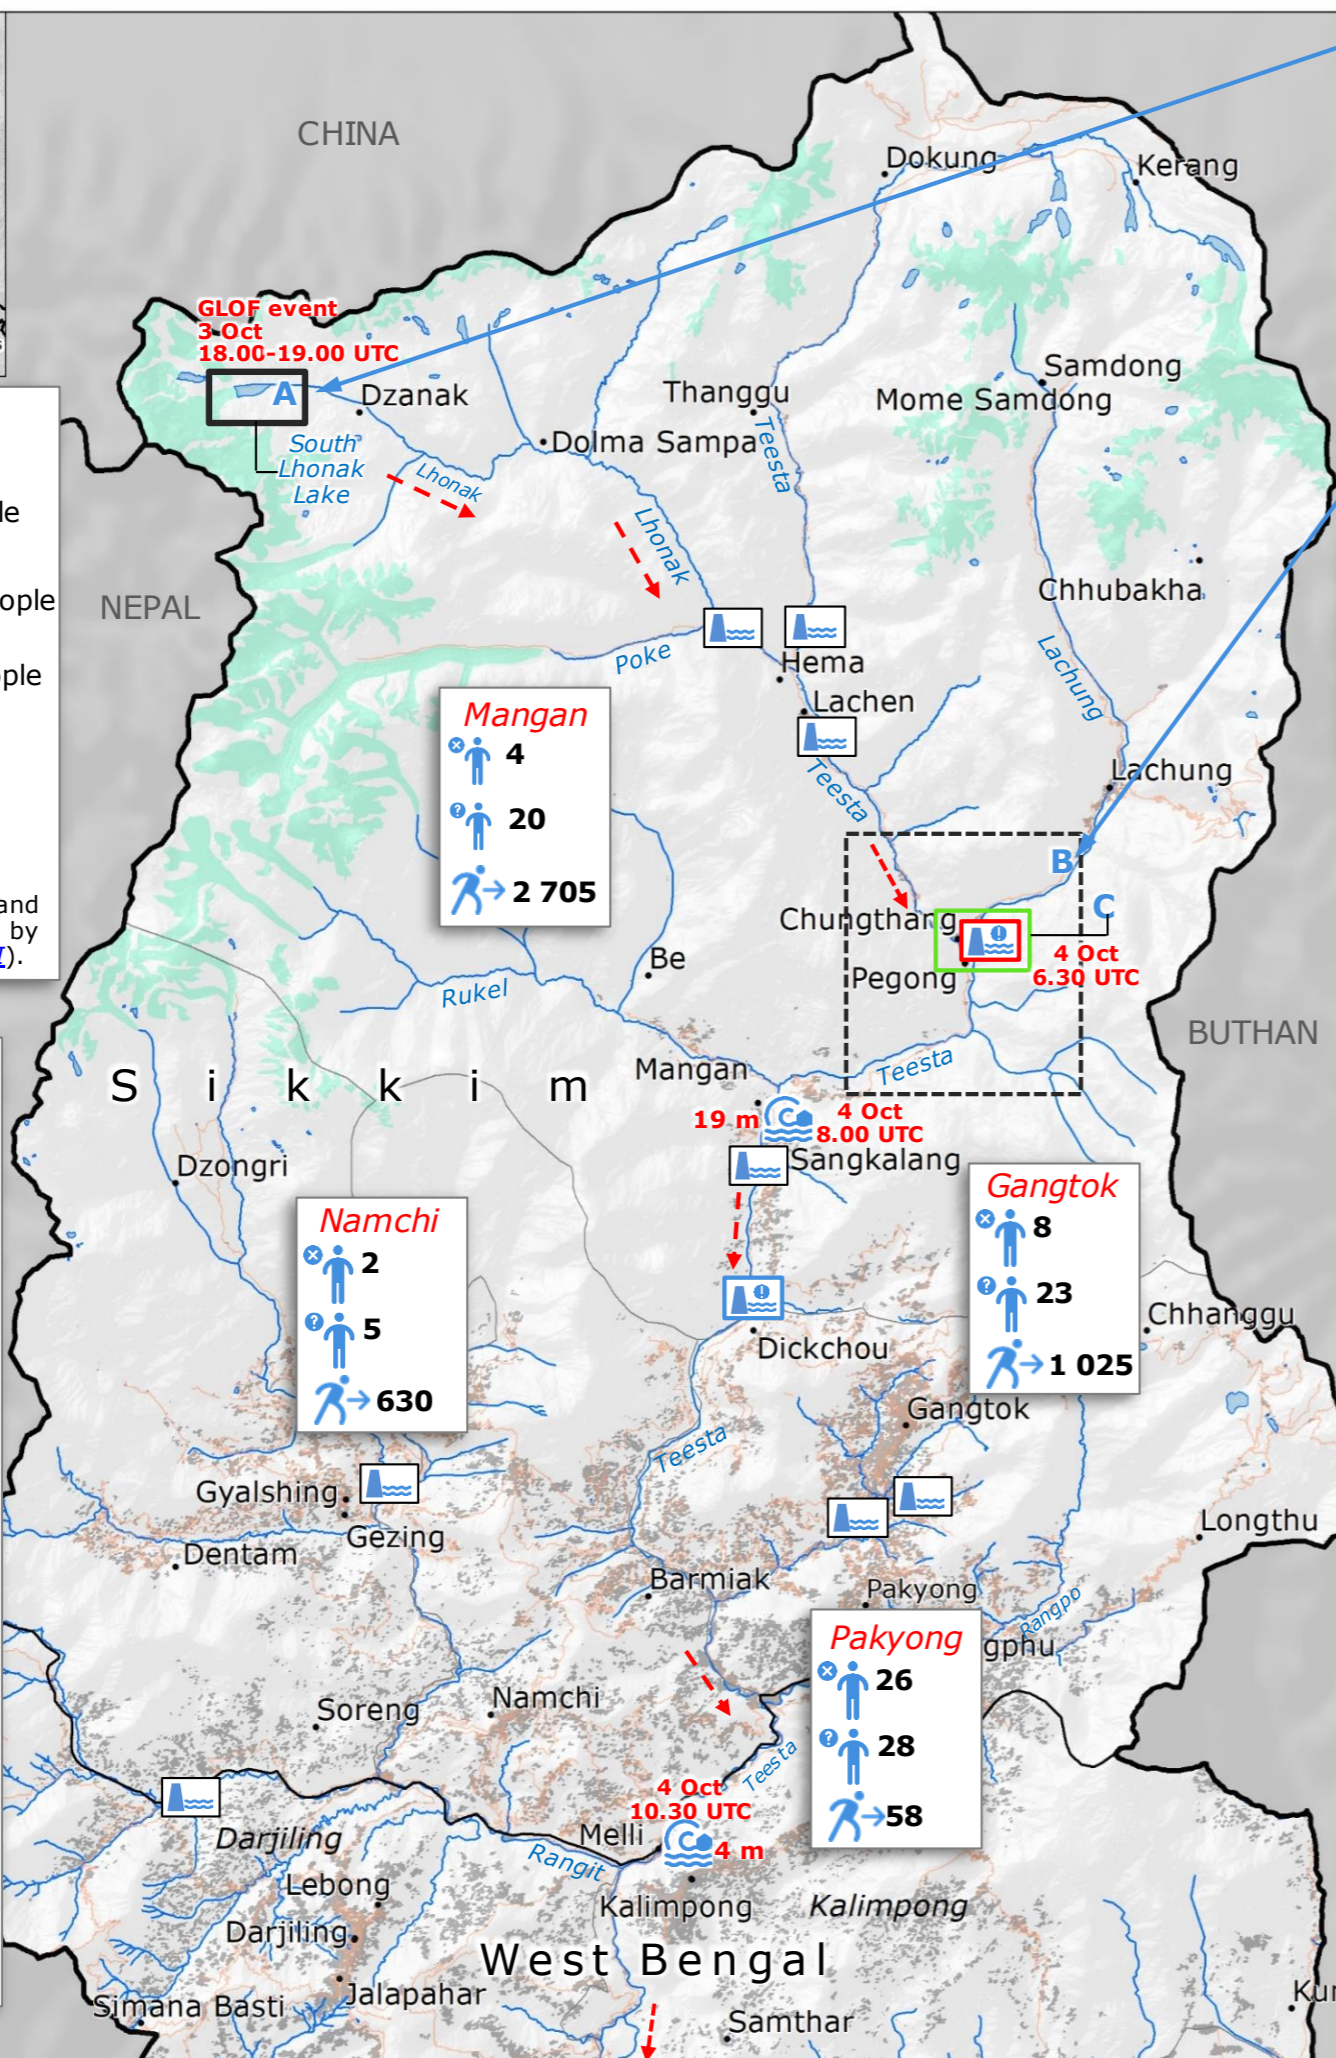 CHINA
Dokung
Kerang
GLOF event
3 Oct
18.00-19.00 UTC
A
Dzanak
South
Lhonak
Lake
Lhonak
Dolma Sampa
Thanggu
Teesta
Samdong
Mome Samdong
le
ople
ple
and
by
).
NEPAL
Lhonak
Chhubakha
Poke
Hema
Lachen
Lachung
Teesta
Lachung
Mangan
4
20
2 705
B
C
Chungthang
Pegong
4 Oct
6.30 UTC
Be
Rukel
BUTHAN
Sikkim
Mangan
Teesta
19 m
4 Oct
8.00 UTC
Sangkalang
Dzongri
Namchi
2
5
630
Gangtok
8
23
1 025
Dickchou
Chhanggu
Gangtok
Teesta
Gyalshing
Gezing
Dentam
Longthu
Barmiak
Pakyong
Rangpo
gphu
Pakyong
26
28
58
Soreng
Namchi
Teesta
4 Oct
10.30 UTC
Melli
4 m
Darjiling
Rangit
Lebong
Kalimpong
Kalimpong
Darjiling
West Bengal
Jalapahar
Simana Basti
Samthar
Kur